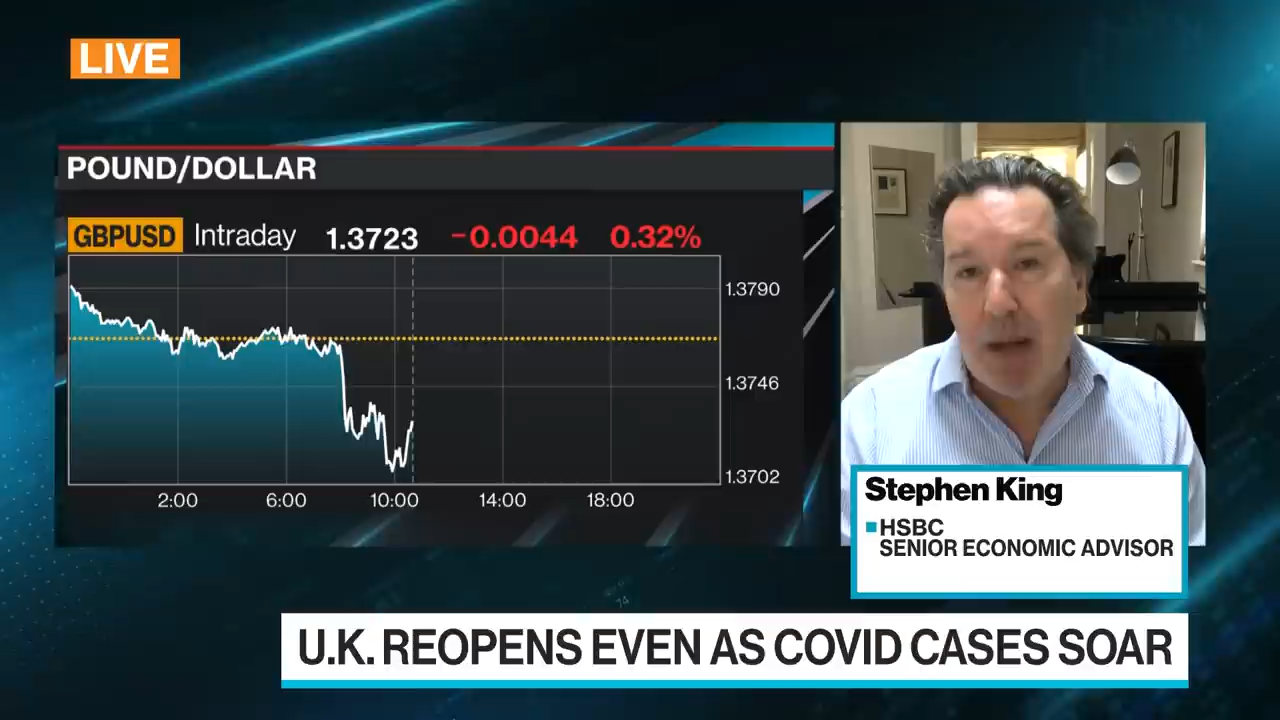 LIVE
POUND/DOLLAR
GBPUSD Intraday 1.3723 -0.0044 0.32%
1.3790
1.3746
1.3702
2:00 6:00 10:00 14:00 18:00
Stephen King
HSBC
SENIOR ECONOMIC ADVISOR
U.K. REOPENS EVEN AS COVID CASES SOAR